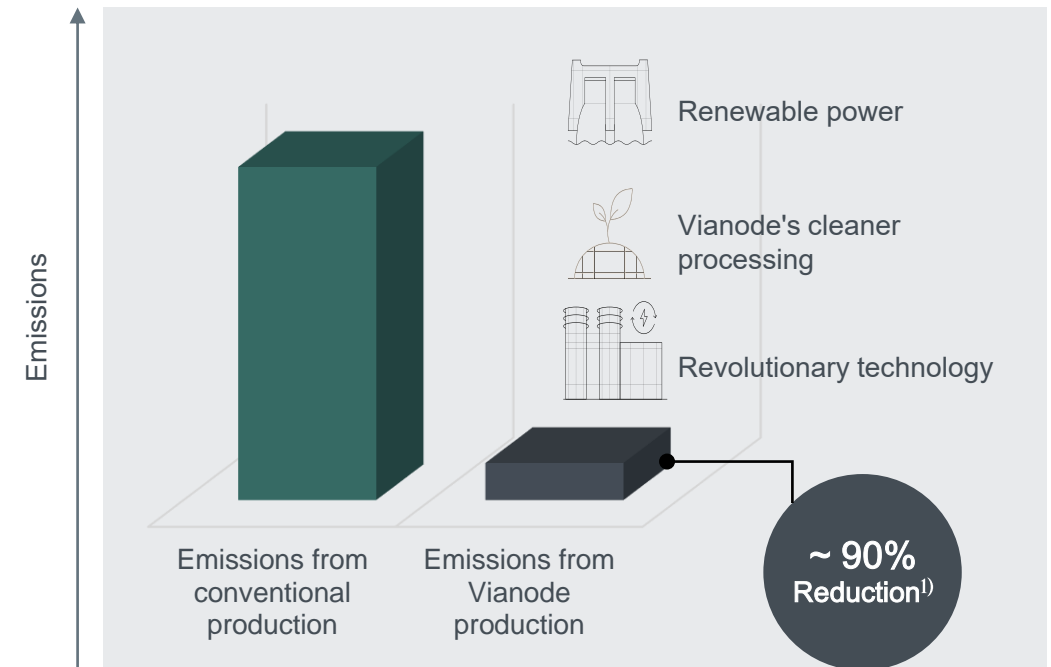 Emissions
Renewable power
Vianode's cleaner
processing
Revolutionary technology
Emissions from
conventional
production
Emissions from
Vianode
production
~ 90%
Reduction¹⁾